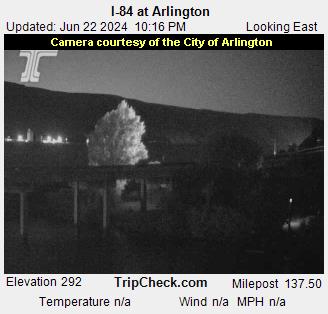 I-84 at Arlington
Updated: Jun 22 2024 10:16 PM Looking East
Camera courtesy of the City of Arlington
Elevation 292 TripCheck.com Milepost 137.50
Temperature n/a Wind n/a MPH n/a